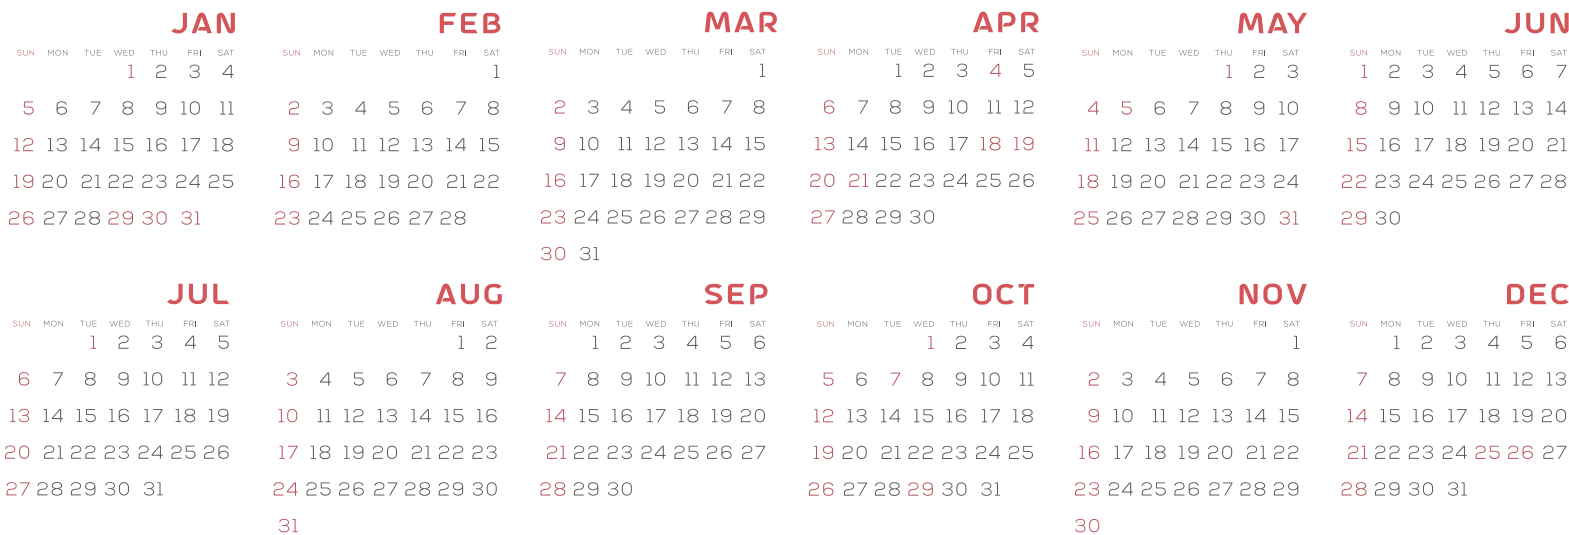 JAN FEB MAR APR MAY JUN
SUN MON TUE WED THU FRI SAT SUN MON TUE WED THU FRI SAT SUN MON TUE WED THU FRI SAT SUN MON TUE WED THU FRI SAT SUN MON TUE WED THU FRI SAT SUN MON TUE WED THU FRI SAT
1 2 3 4 1 1 1 2 3 4 5 1 2 3 1 2 3 4 5 6 7
5 6 7 8 9 10 11 2 3 4 5 6 7 8 2 3 4 5 6 7 8 6 7 8 9 10 11 12 4 5 6 7 8 9 10 8 9 10 11 12 13 14
12 13 14 15 16 17 18 9 10 11 12 13 14 15 9 10 11 12 13 14 15 13 14 15 16 17 18 19 11 12 13 14 15 16 17 15 16 17 18 19 20 21
19 20 21 22 23 24 25 16 17 18 19 20 21 22 16 17 18 19 20 21 22 20 21 22 23 24 25 26 18 19 20 21 22 23 24 22 23 24 25 26 27 28
26 27 28 29 30 31 23 24 25 26 27 28 23 24 25 26 27 28 29 27 28 29 30 25 26 27 28 29 30 31 29 30
30 31
JUL AUG SEP OCT NOV DEC
SUN MON TUE WED THU FRI SAT SUN MON TUE WED THU FRI SAT SUN MON TUE WED THU FRI SAT SUN MON TUE WED THU FRI SAT SUN MON TUE WED THU FRI SAT SUN MON TUE WED THU FRI SAT
1 2 3 4 5 1 2 1 2 3 4 5 6 1 2 3 4 1 1 2 3 4 5 6
6 7 8 9 10 11 12 3 4 5 6 7 8 9 7 8 9 10 11 12 13 5 6 7 8 9 10 11 2 3 4 5 6 7 8 7 8 9 10 11 12 13
13 14 15 16 17 18 19 10 11 12 13 14 15 16 14 15 16 17 18 19 20 12 13 14 15 16 17 18 9 10 11 12 13 14 15 14 15 16 17 18 19 20
20 21 22 23 24 25 26 17 18 19 20 21 22 23 21 22 23 24 25 26 27 19 20 21 22 23 24 25 16 17 18 19 20 21 22 21 22 23 24 25 26 27
27 28 29 30 31 24 25 26 27 28 29 30 28 29 30 26 27 28 29 30 31 23 24 25 26 27 28 29 28 29 30 31
31 30